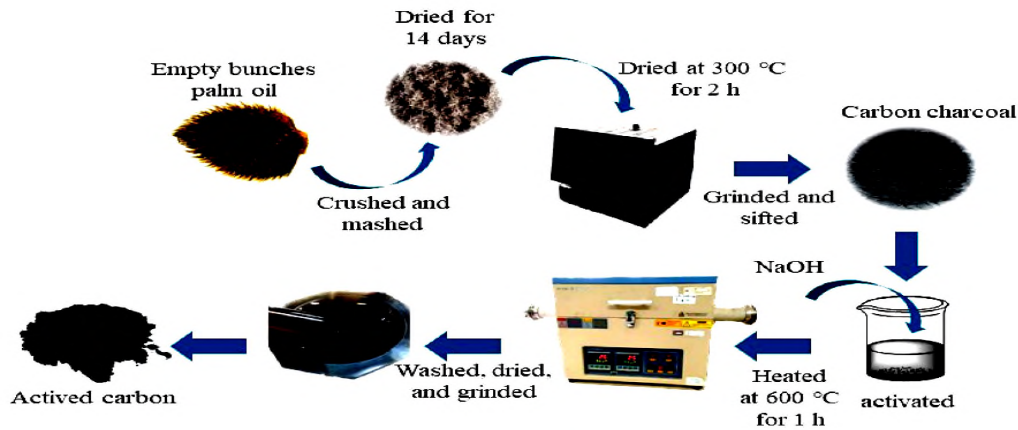 Empty bunches
palm oil
Crushed and
mashed
Dried for
14 days
Dried at 300 °C
for 2 h
Grinded and
sifted
Carbon charcoal
NaOH
activated
Heated
at 600 °C
for 1 h
Washed, dried,
and grinded
Actived carbon